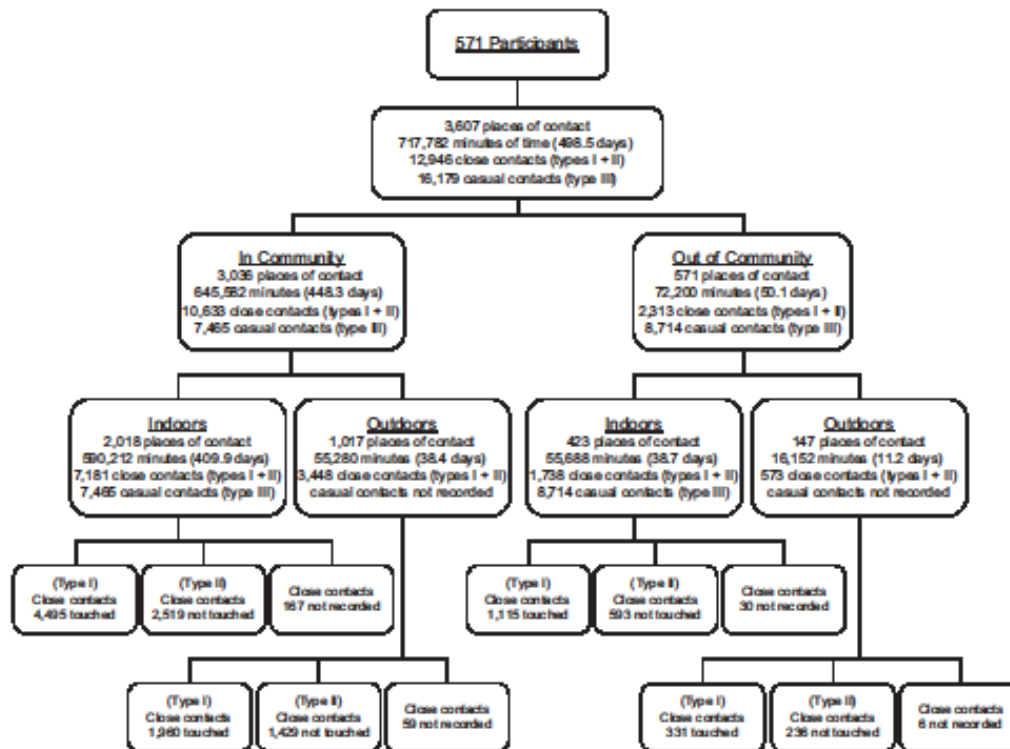 571 Participants
3,607 places of contact
717,782 minutes of time (498.5 days)
12,946 close contacts (types I + II)
16,179 casual contacts (type III)
In Community
3,036 places of contact
645,582 minutes (448.3 days)
10,633 close contacts (types I + II)
7,465 casual contacts (type III)
Out of Community
571 places of contact
72,200 minutes (50.1 days)
2,313 close contacts (types I + II)
8,714 casual contacts (type III)
Indoors
2,018 places of contact
590,212 minutes (409.9 days)
7,181 close contacts (types I + II)
7,465 casual contacts (type III)
Outdoors
1,017 places of contact
55,280 minutes (38.4 days)
3,448 close contacts (types I + II)
casual contacts not recorded
Indoors
423 places of contact
55,688 minutes (38.7 days)
1,738 close contacts (types I + II)
8,714 casual contacts (type III)
Outdoors
147 places of contact
16,152 minutes (11.2 days)
573 close contacts (types I + II)
casual contacts not recorded
(Type I)
Close contacts
4,495 touched
(Type II)
Close contacts
2,519 not touched
Close contacts
167 not recorded
(Type I)
Close contacts
1,115 touched
(Type II)
Close contacts
593 not touched
Close contacts
30 not recorded
(Type I)
Close contacts
1,960 touched
(Type II)
Close contacts
1,429 not touched
Close contacts
59 not recorded
(Type I)
Close contacts
331 touched
(Type II)
Close contacts
236 not touched
Close contacts
6 not recorded